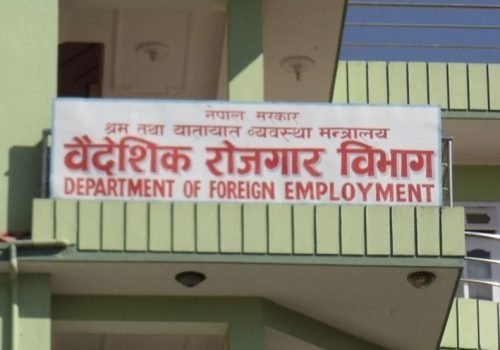 नेपाल सरकार
श्रम तथा यातायात व्यवस्था मन्त्रालय
वैदेशिक रोजगार विभाग
DEPARTMENT OF FOREIGN EMPLOYMENT